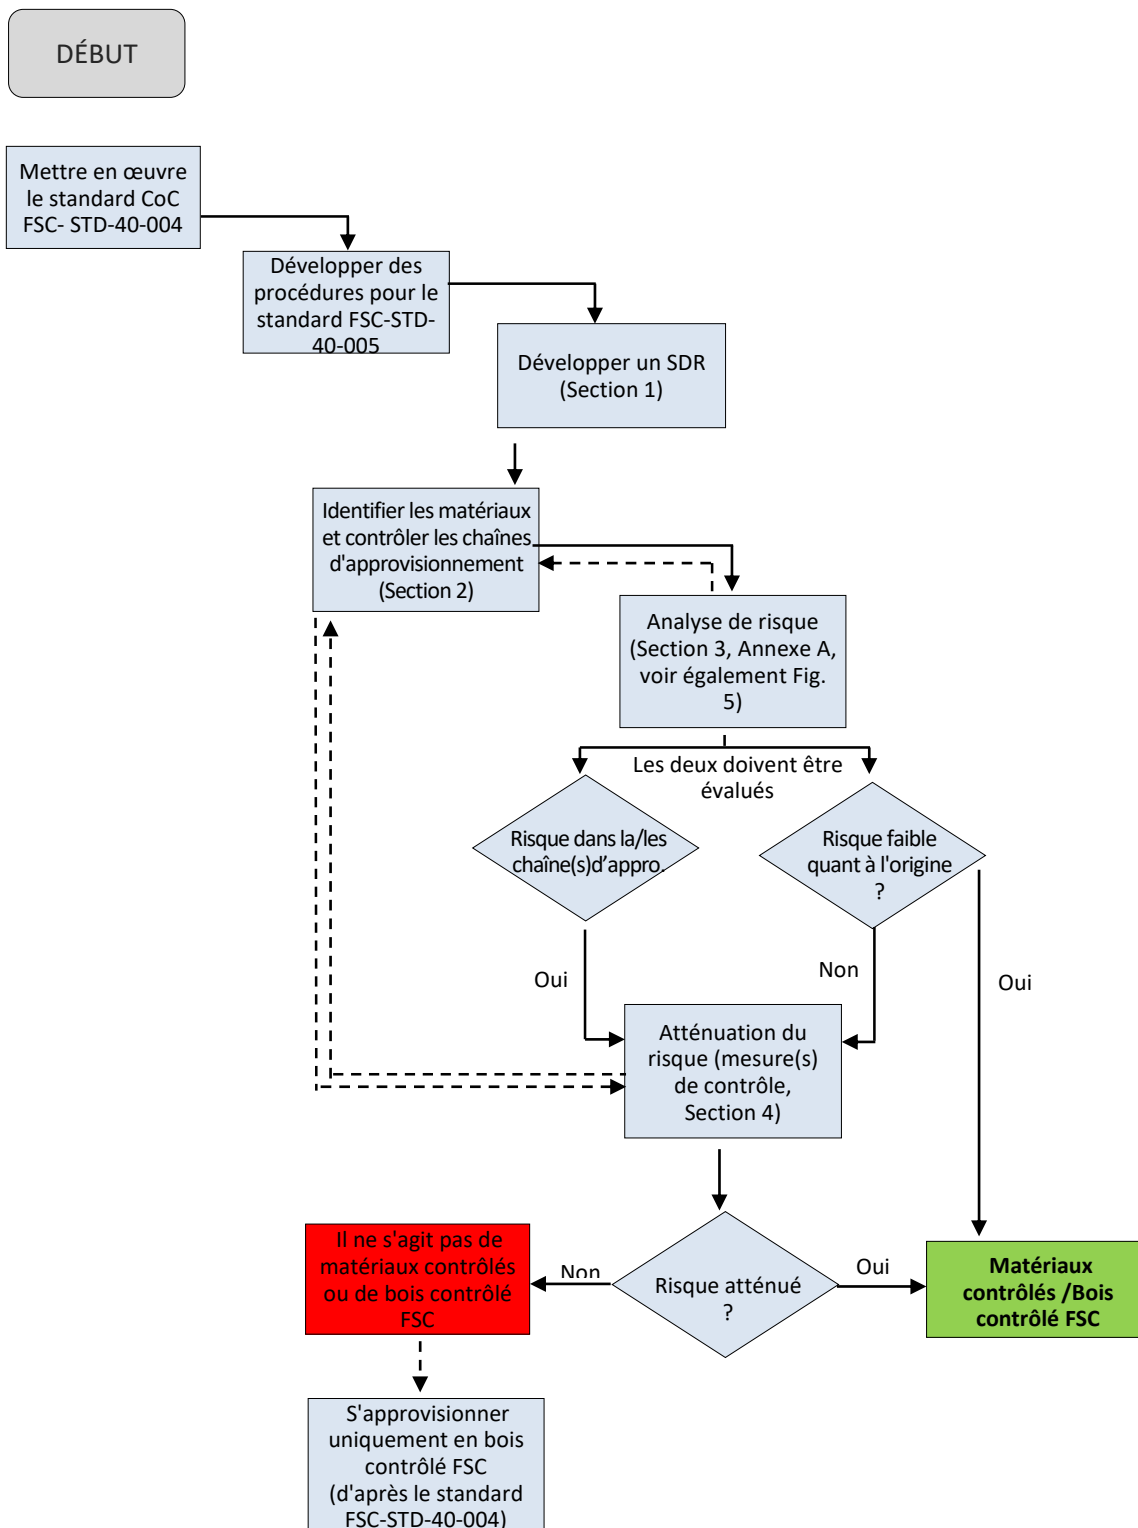 DÉBUT
Mettre en œuvre
le standard CoC
FSC- STD-40-004
Développer des
procédures pour le
standard FSC-STD-
40-005
Développer un SDR
(Section 1)
Identifier les matériaux
et contrôler les chaînes
d'approvisionnement
(Section 2)
Analyse de risque
(Section 3, Annexe A,
voir également Fig.
5)
Les deux doivent être
évalués
Risque dans la/les
chaîne(s)d’appro.
Risque faible
quant à l'origine
?
Oui
Non
Oui
Atténuation du
risque (mesure(s)
de contrôle,
Section 4)
Il ne s'agit pas de
matériaux contrôlés
ou de bois contrôlé
FSC
Non
Risque atténué
?
Oui
Matériaux
contrôlés /Bois
contrôlé FSC
S'approvisionner
uniquement en bois
contrôlé FSC
(d'après le standard
FSC-STD-40-004)